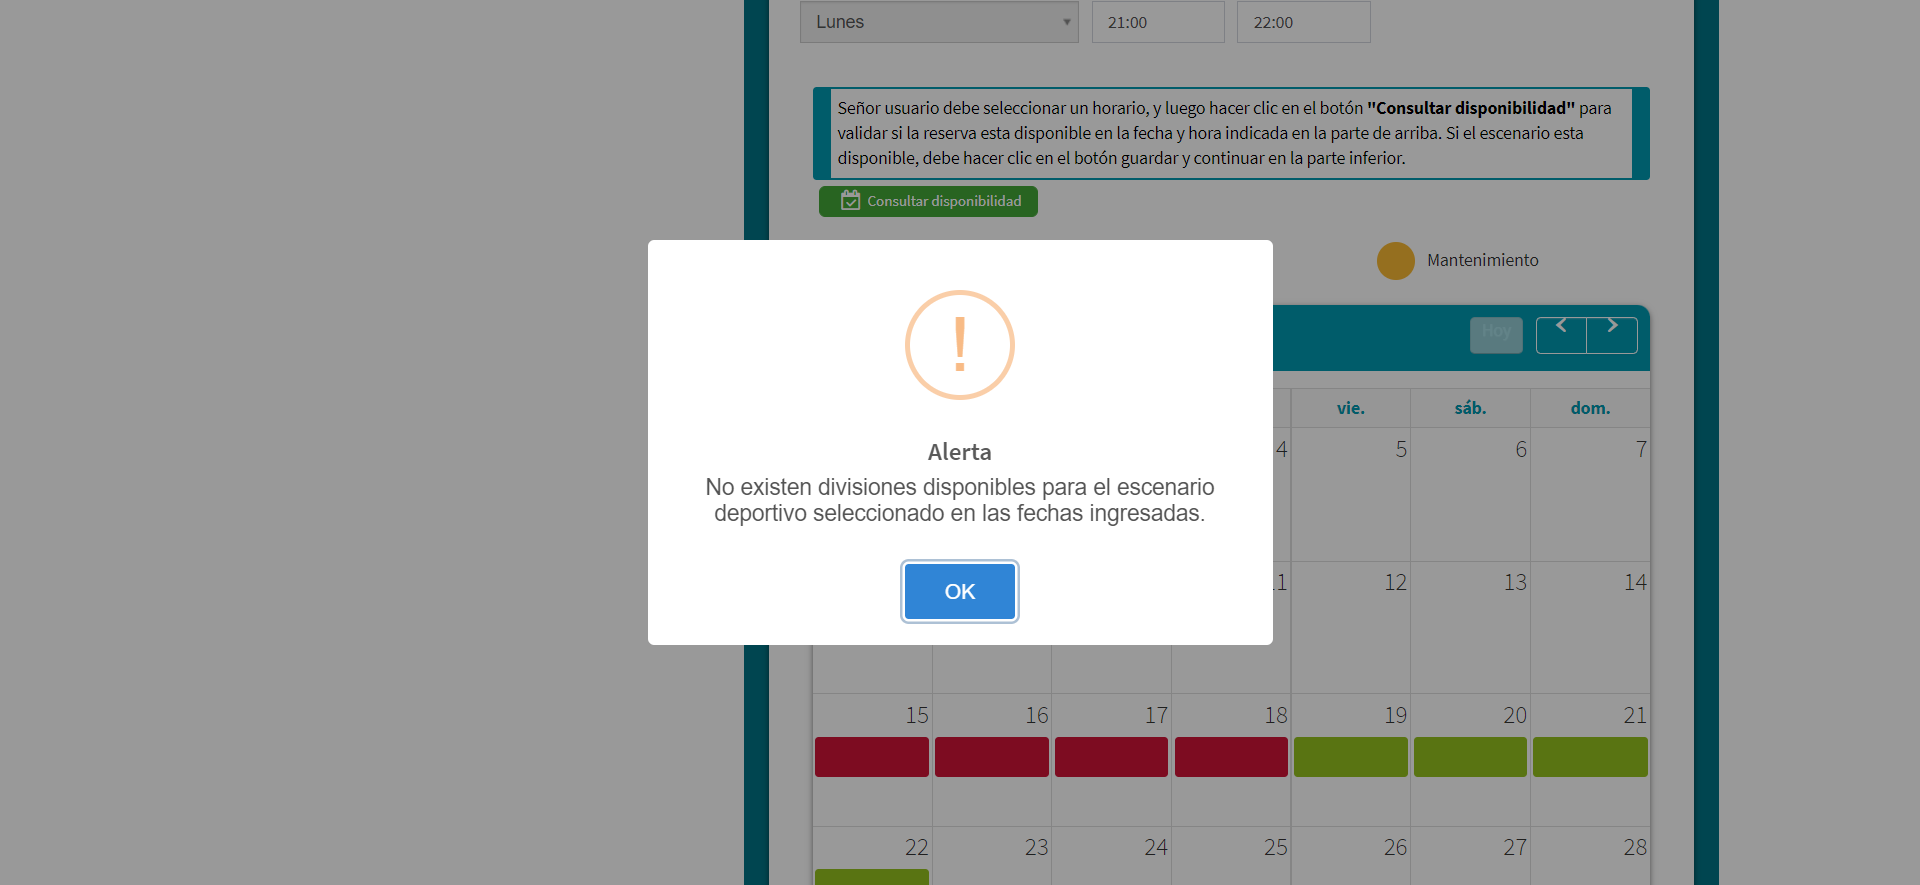 Lunes 21:00 22:00
Señor usuario debe seleccionar un horario, y luego hacer clic en el botón "Consultar disponibilidad" para
validar si la reserva esta disponible en la fecha y hora indicada en la parte de arriba. Si el escenario esta
disponible, debe hacer clic en el botón guardar y continuar en la parte inferior.
Consultar disponibilidad
Mantenimiento
Hoy
!
Alerta
No existen divisiones disponibles para el escenario
deportivo seleccionado en las fechas ingresadas.
OK
vie. sáb. dom.
4 5 6 7
12 13 14
15 16 17 18 19 20 21
22 23 24 25 26 27 28